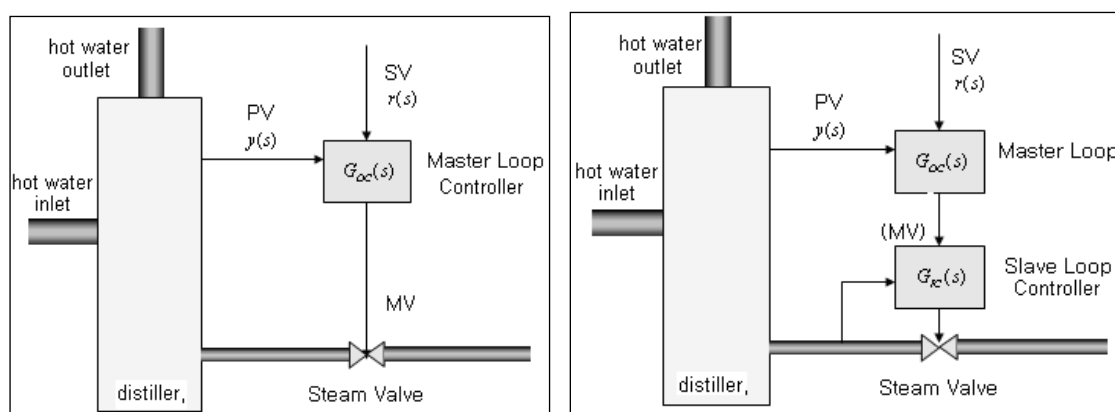 hot water
outlet
SV
r(s)
PV
y(s)
G_OC(s)
Master Loop
Controller
hot water
inlet
MV
distiller,
Steam Valve
hot water
outlet
SV
r(s)
PV
y(s)
G_OC(s)
Master Loop
hot water
inlet
(MV)
G_IC(s)
Slave Loop
Controller
distiller,
Steam Valve